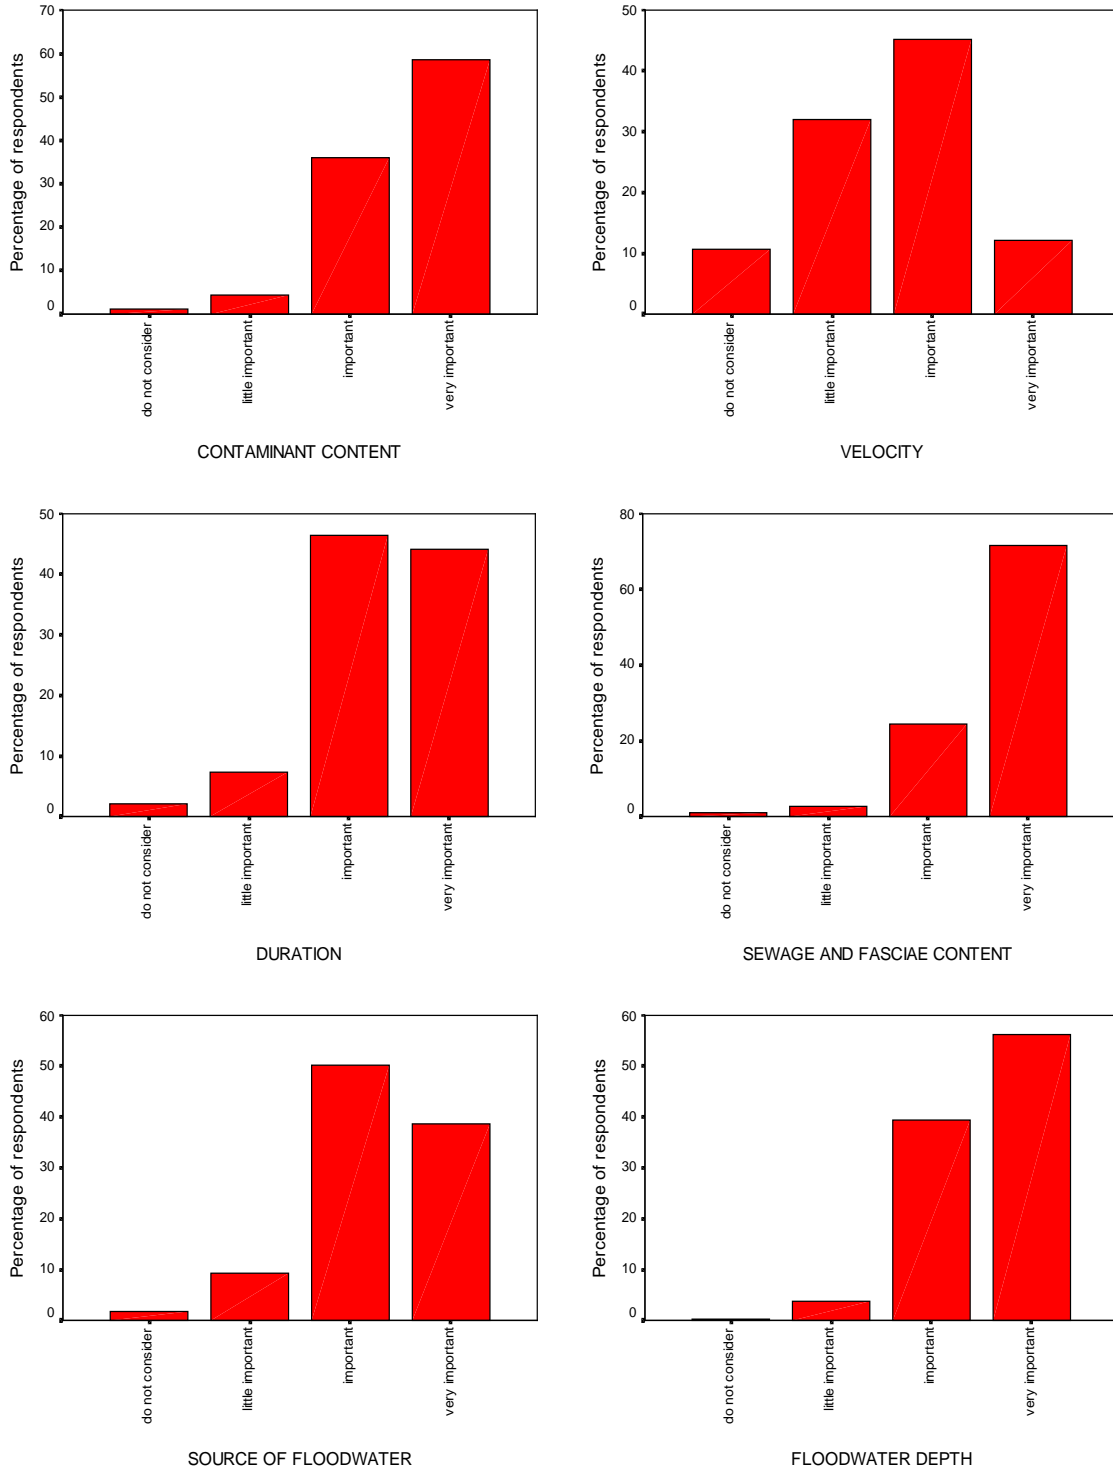 Percentage of respondents
70
60
50
40
30
20
10
0
do not consider
little important
important
very important
CONTAMINANT CONTENT
Percentage of respondents
50
40
30
20
10
0
do not consider
little important
important
very important
VELOCITY
Percentage of respondents
50
40
30
20
10
0
do not consider
little important
important
very important
DURATION
Percentage of respondents
80
60
40
20
0
do not consider
little important
important
very important
SEWAGE AND FASCIAE CONTENT
Percentage of respondents
60
50
40
30
20
10
0
do not consider
little important
important
very important
SOURCE OF FLOODWATER
Percentage of respondents
60
50
40
30
20
10
0
do not consider
little important
important
very important
FLOODWATER DEPTH